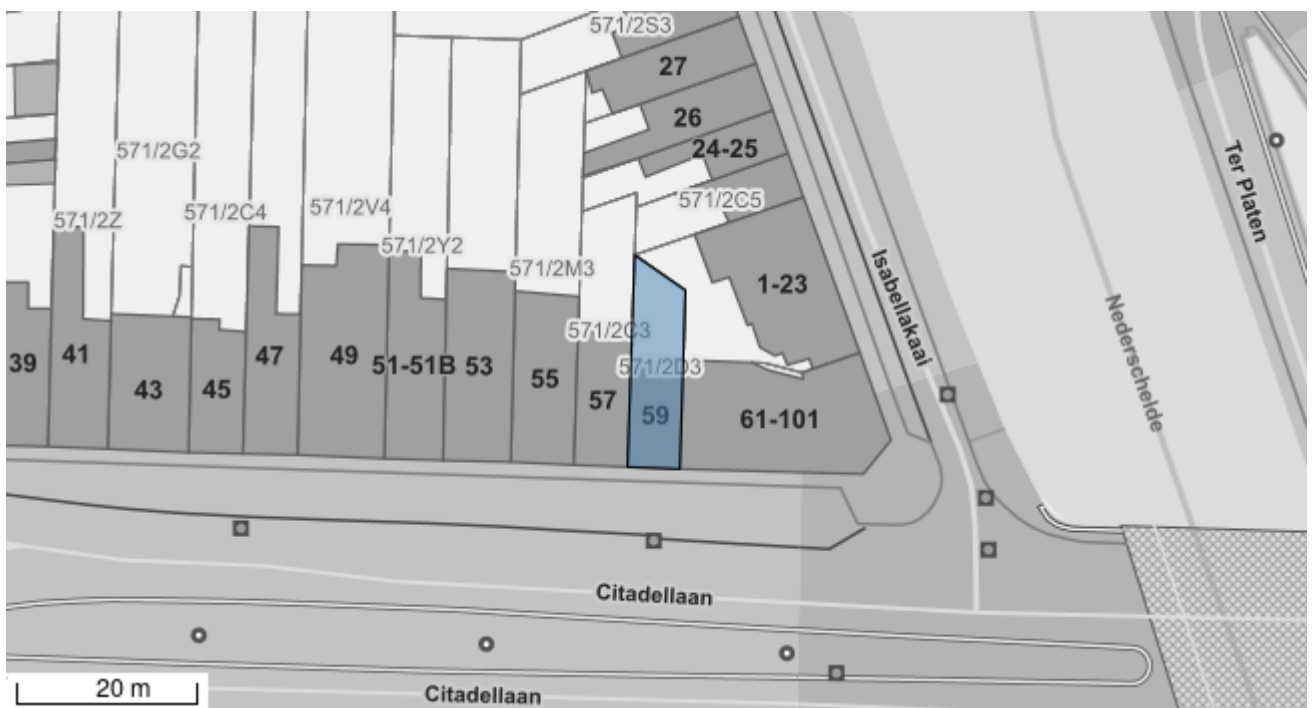 571/2S3
27
26
24-25
571/2G2
Ter Platen
571/2Z
571/2C4
571/2V4
571/2C5
571/2Y2
571/2M3
Isabellakaai
1-23
Nederschelde
571/2C3
39
41
43
45
47
49
51-51B
53
55
57
571/2D3
59
61-101
Citadellaan
20 m
Citadellaan